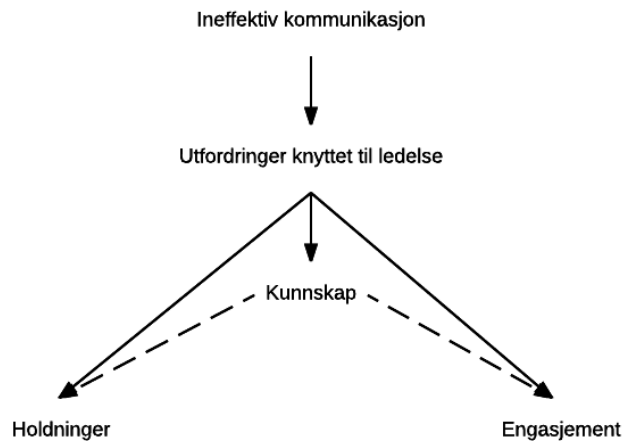 Ineffektiv kommunikasjon
Utfordringer knyttet til ledelse
Kunnskap
Holdninger
Engasjement